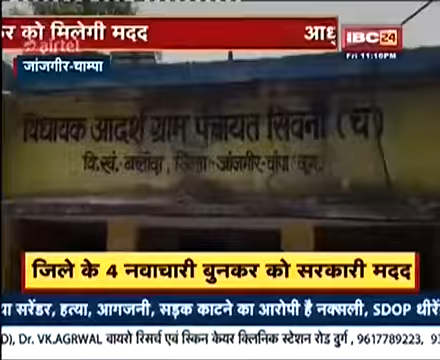 कर को मिलेगी मदद
आध
airtel
IBC24
जांजगीर-चाम्पा
Fri 11:16PM
विधायक आदर्श ग्राम पंचायत सिवनी (च)
वि.खं. बलौदा, जिला-जांजगीर-चांपा
जिले के 4 नवाचारी बुनकर को सरकारी मदद
या सरेंडर, हत्या, आगजनी, सड़क काटने का आरोपी है नक्सली, SDOP धीरे
D), Dr. VK.AGRWAL वायरो रिसर्च एवं स्किन केयर क्लिनिक स्टेशन रोड दुर्ग , 9617789223, 9